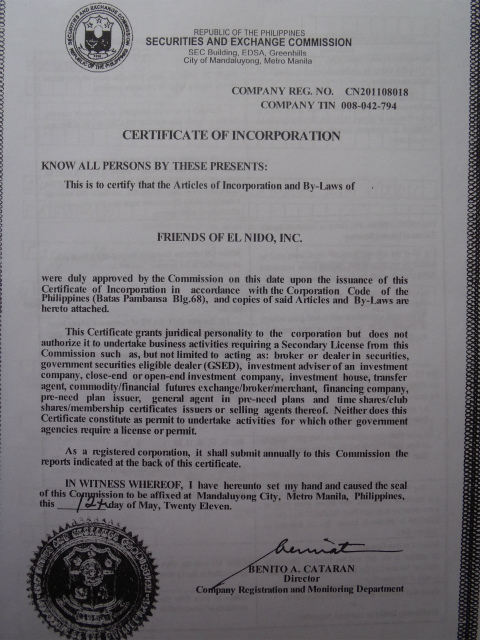 REPUBLIC OF THE PHILIPPINES
SECURITIES AND EXCHANGE COMMISSION
SEC Building, EDSA, Greenhills
City of Mandaluyong, Metro Manila
COMPANY REG. NO. CN201108018
COMPANY TIN 008-042-794
CERTIFICATE OF INCORPORATION
KNOW ALL PERSONS BY THESE PRESENTS:
This is to certify that the Articles of Incorporation and By-Laws of
FRIENDS OF EL NIDO, INC.
were duly approved by the Commission on this date upon the issuance of this
Certificate of Incorporation in accordance with the Corporation Code of the
Philippines (Batas Pambansa Blg.68), and copies of said Articles and By-Laws are
hereto attached.
This Certificate grants juridical personality to the corporation but does not
authorize it to undertake business activities requiring a Secondary License from this
Commission such as, but not limited to acting as: broker or dealer in securities,
government securities eligible dealer (GSED), investment adviser of an investment
company, close-end or open-end investment company, investment house, transfer
agent, commodity/financial futures exchange/broker/merchant, financing company,
pre-need plan issuer, general agent in pre-need plans and time shares/club
shares/membership certificates issuers or selling agents thereof. Neither does this
Certificate constitute as permit to undertake activities for which other government
agencies require a license or permit.
As a registered corporation, it shall submit annually to this Commission the
reports indicated at the back of this certificate.
IN WITNESS WHEREOF, I have hereunto set my hand and caused the seal
of this Commission to be affixed at Mandaluyong City, Metro Manila, Philippines,
this 12th day of May, Twenty Eleven.
BENITO A. CATARAN
Director
Company Registration and Monitoring Department